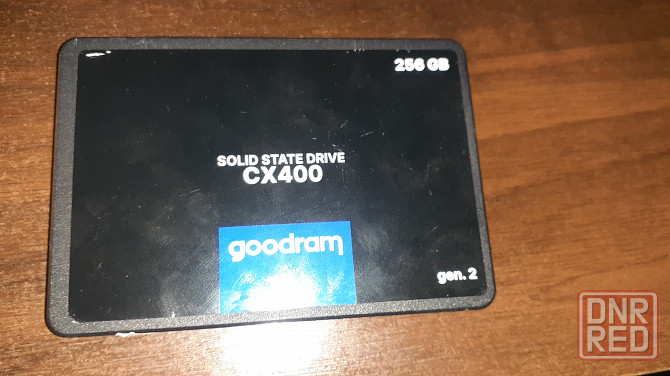 256 GB
SOLID STATE DRIVE
CX400
goodram
gen. 2
DNR
RED